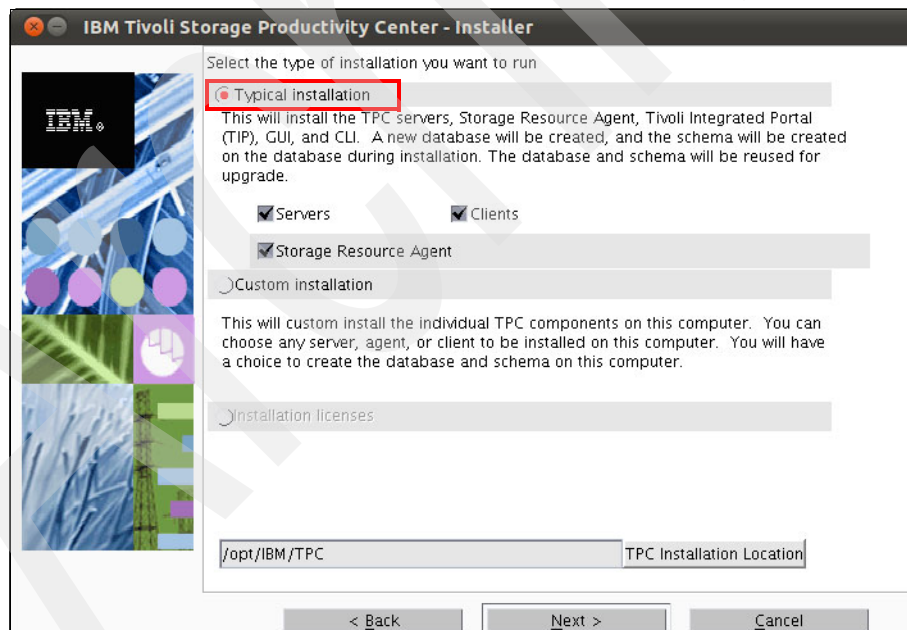 IBM Tivoli Storage Productivity Center - Installer
Select the type of installation you want to run
IBM®
Typical installation
This will install the TPC servers, Storage Resource Agent, Tivoli Integrated Portal
(TIP), GUI, and CLI. A new database will be created, and the schema will be created
on the database during installation. The database and schema will be reused for
upgrade.
Servers
Clients
Storage Resource Agent
Custom installation
This will custom install the individual TPC components on this computer. You can
choose any server, agent, or client to be installed on this computer. You will have
a choice to create the database and schema on this computer.
Installation licenses
/opt/IBM/TPC
TPC Installation Location
< Back
Next >
Cancel